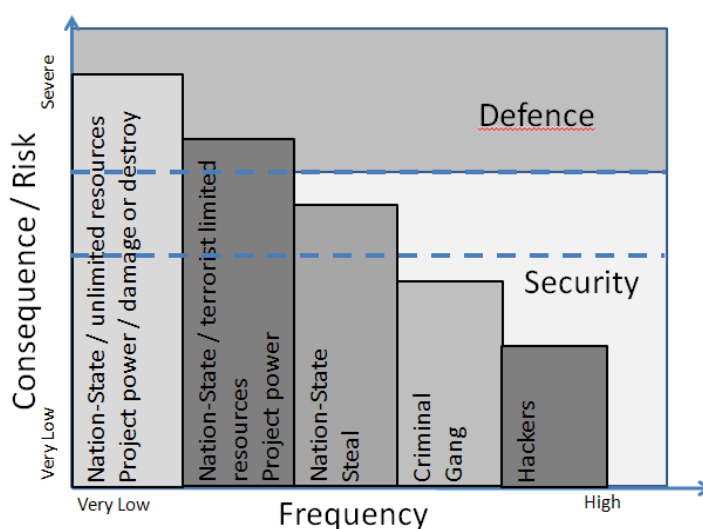 Severe
Consequence / Risk
Very Low
Defence
Security
Nation-State / unlimited resources
Project power / damage or destroy
Nation-State / terrorist limited
resources
Project power
Nation-State
Steal
Criminal
Gang
Hackers
Very Low
Frequency
High